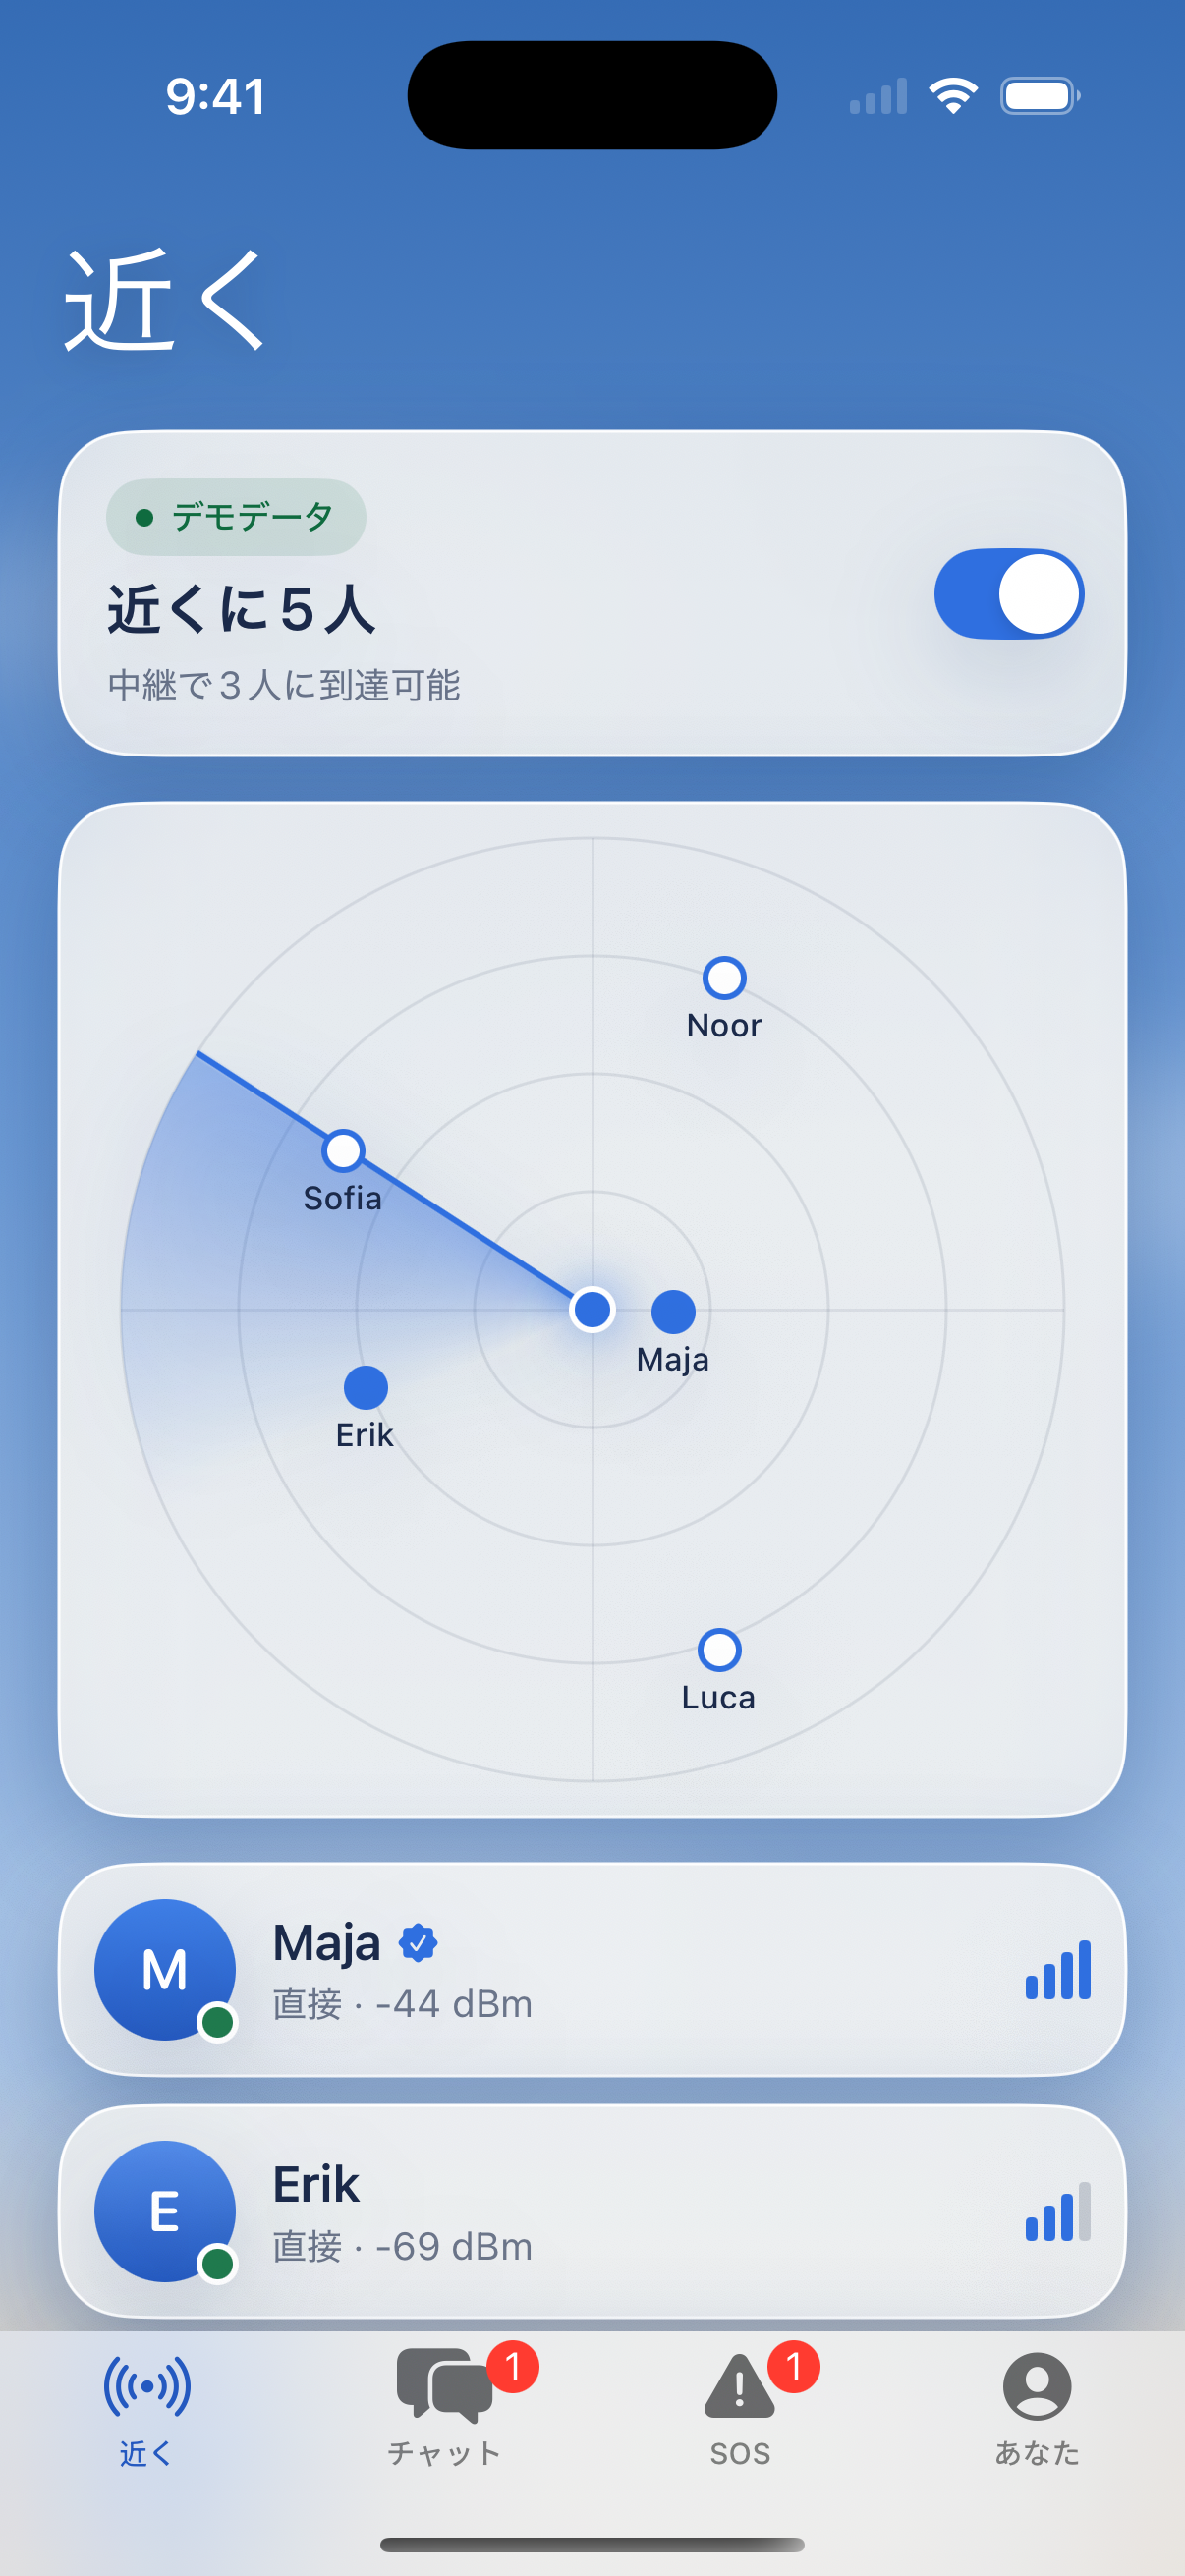 9:41
近く
デモデータ
近くに5人
中継で3人に到達可能
Noor
Sofia
Maja
Erik
Luca
M
Maja
直接 · -44 dBm
E
Erik
直接 · -69 dBm
1
1
近く
チャット
SOS
あなた